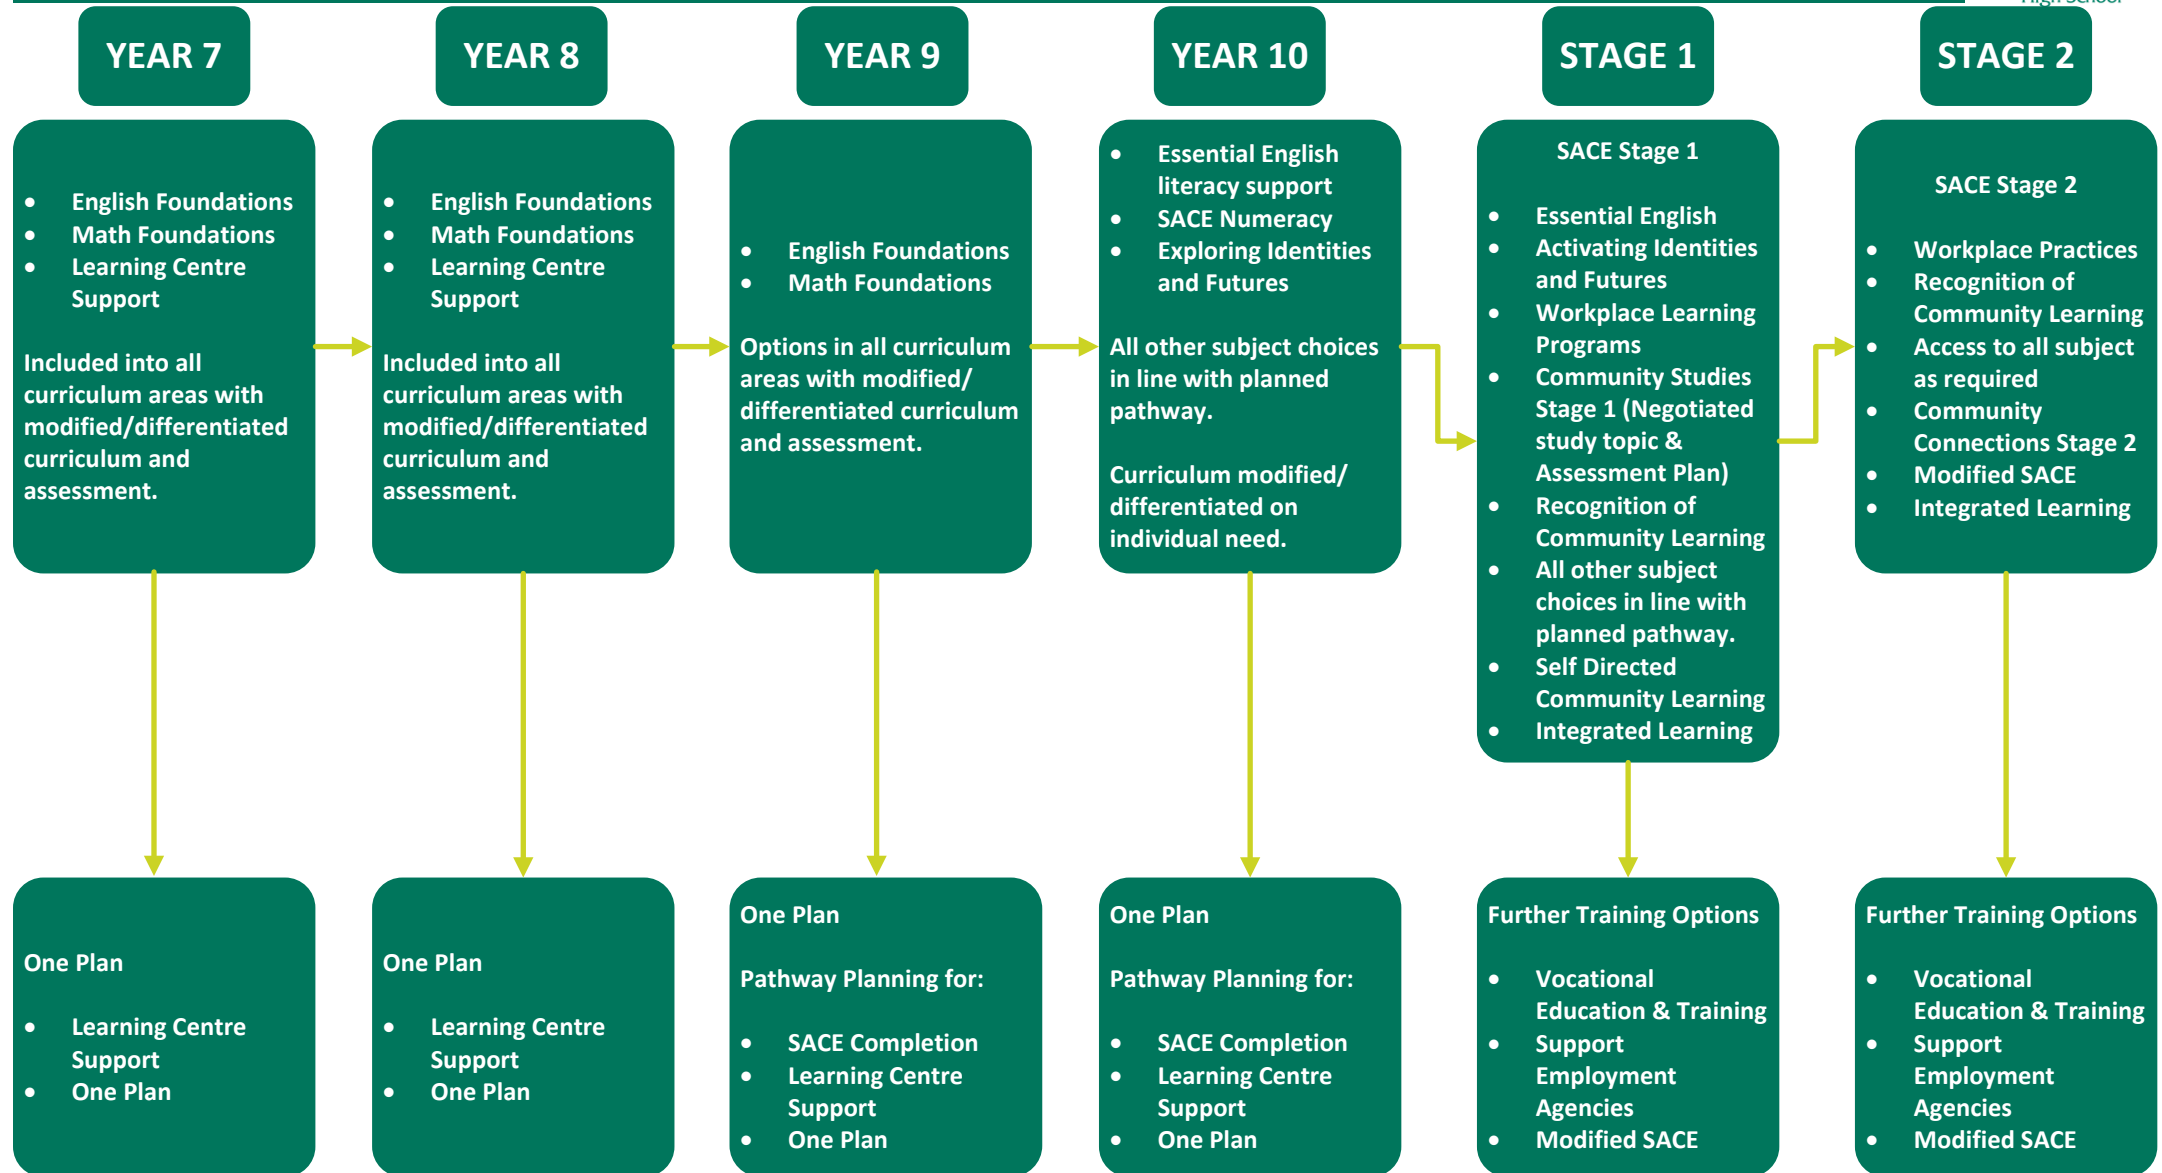 High School
YEAR 7
YEAR 8
YEAR 9
YEAR 10
STAGE 1
STAGE 2
• English Foundations
• Math Foundations
• Learning Centre
Support
Included into all
curriculum areas with
modified/differentiated
curriculum and
assessment.
• English Foundations
• Math Foundations
• Learning Centre
Support
Included into all
curriculum areas with
modified/differentiated
curriculum and
assessment.
• English Foundations
• Math Foundations
Options in all curriculum
areas with modified/
differentiated curriculum
and assessment.
• Essential English
literacy support
• SACE Numeracy
• Exploring Identities
and Futures
All other subject choices
in line with planned
pathway.
Curriculum modified/
differentiated on
individual need.
SACE Stage 1
• Essential English
• Activating Identities
and Futures
• Workplace Learning
Programs
• Community Studies
Stage 1 (Negotiated
study topic &
Assessment Plan)
• Recognition of
Community Learning
• All other subject
choices in line with
planned pathway.
• Self Directed
Community Learning
• Integrated Learning
SACE Stage 2
• Workplace Practices
• Recognition of
Community Learning
• Access to all subject
as required
• Community
Connections Stage 2
• Modified SACE
• Integrated Learning
One Plan
• Learning Centre
Support
• One Plan
One Plan
• Learning Centre
Support
• One Plan
One Plan
Pathway Planning for:
• SACE Completion
• Learning Centre
Support
• One Plan
One Plan
Pathway Planning for:
• SACE Completion
• Learning Centre
Support
• One Plan
Further Training Options
• Vocational
Education & Training
• Support
Employment
Agencies
• Modified SACE
Further Training Options
• Vocational
Education & Training
• Support
Employment
Agencies
• Modified SACE